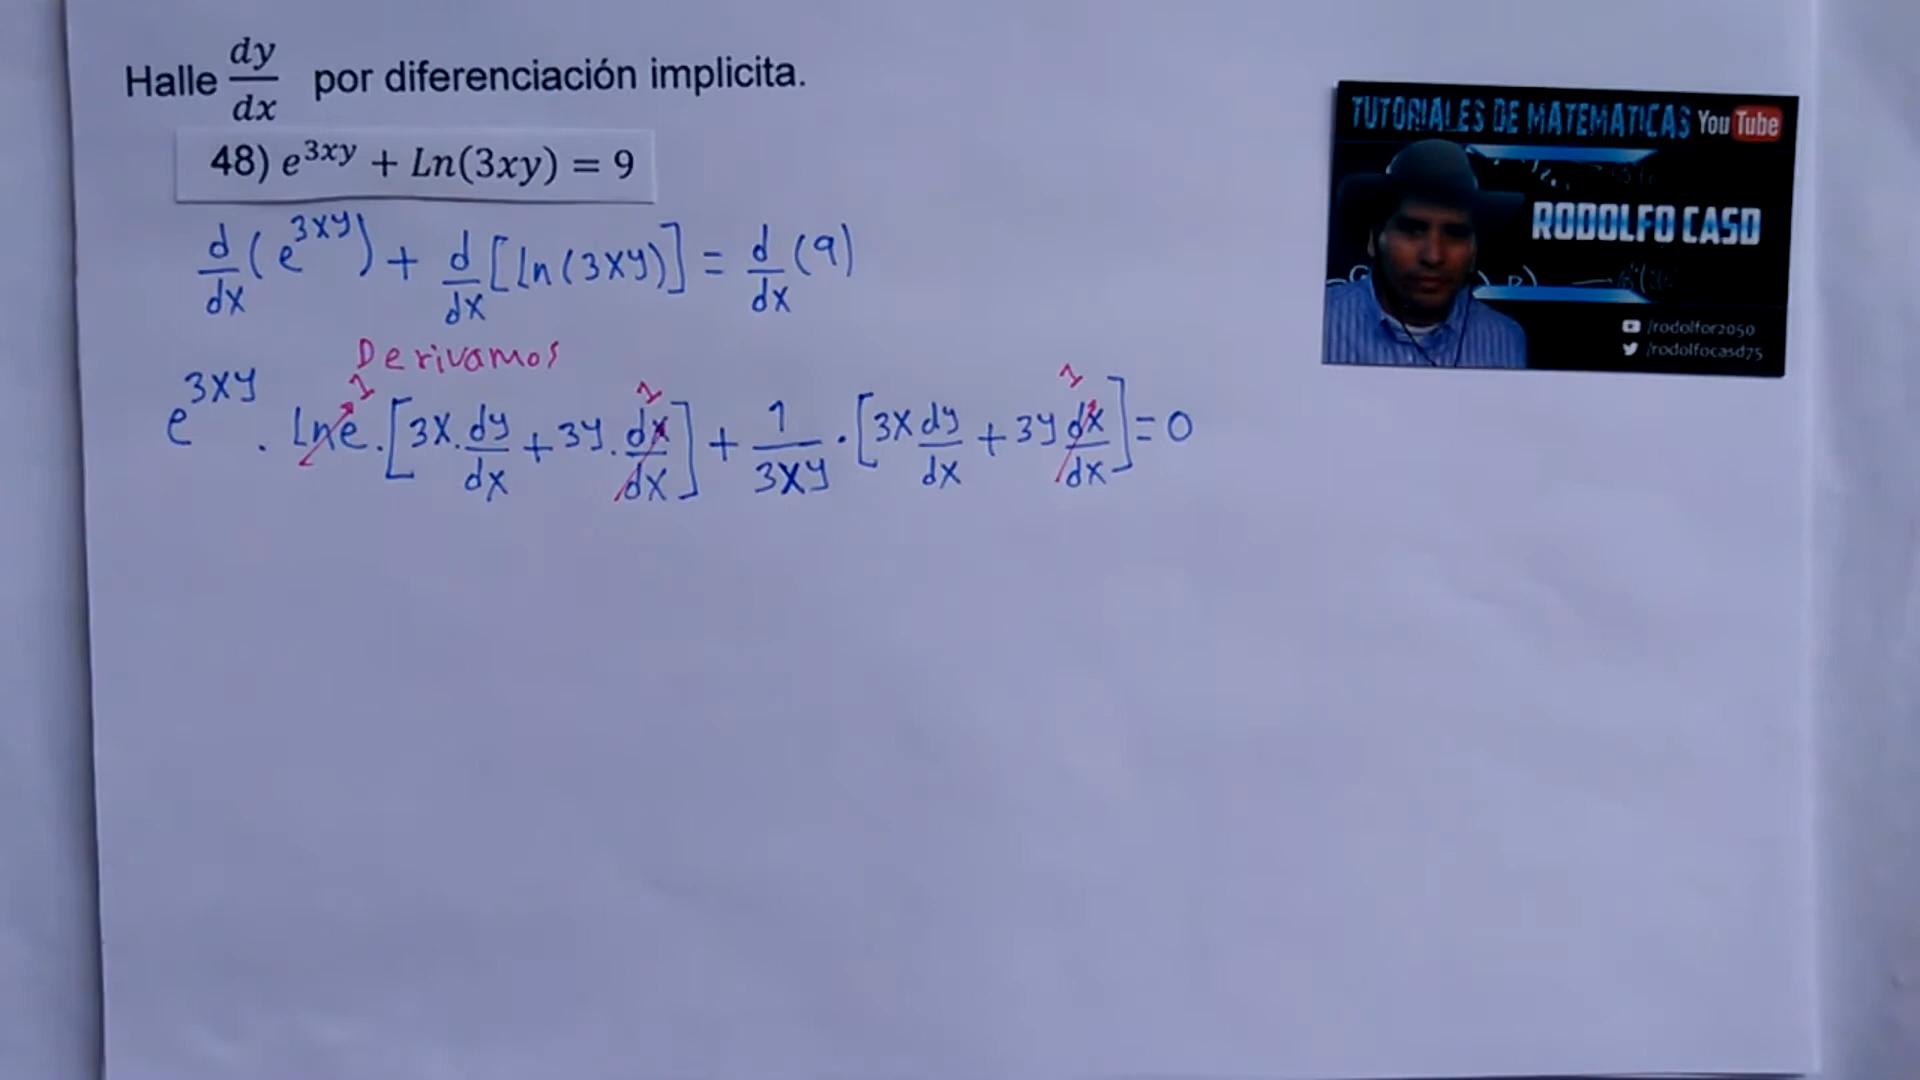 Halle dy/dx por diferenciación implicita.
48) e^{3xy} + Ln(3xy) = 9
d/dx (e^{3xy}) + d/dx [ln(3xy)] = d/dx (9)
Derivamos
e^{3xy} . Lne 1 . [3x. dy/dx + 3y. dx/dx 1] + 1/3xy . [3x dy/dx + 3y dx/dx 1] = 0
TUTORIALES DE MATEMATICAS YouTube
RODOLFO CASD
/rodolfor2050
/rodolfocasd75